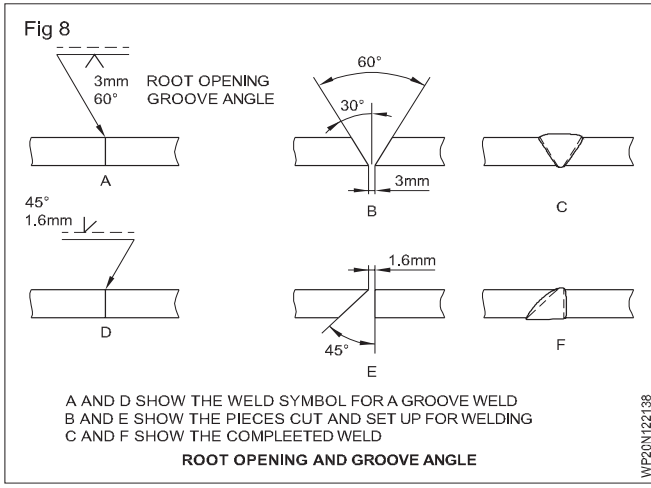 Fig 8
3mm ROOT OPENING
60° GROOVE ANGLE
A
60°
30°
3mm
B
C
45°
1.6mm
D
1.6mm
45°
E
F
A AND D SHOW THE WELD SYMBOL FOR A GROOVE WELD
B AND E SHOW THE PIECES CUT AND SET UP FOR WELDING
C AND F SHOW THE COMPLEETED WELD
ROOT OPENING AND GROOVE ANGLE
WP20N122138